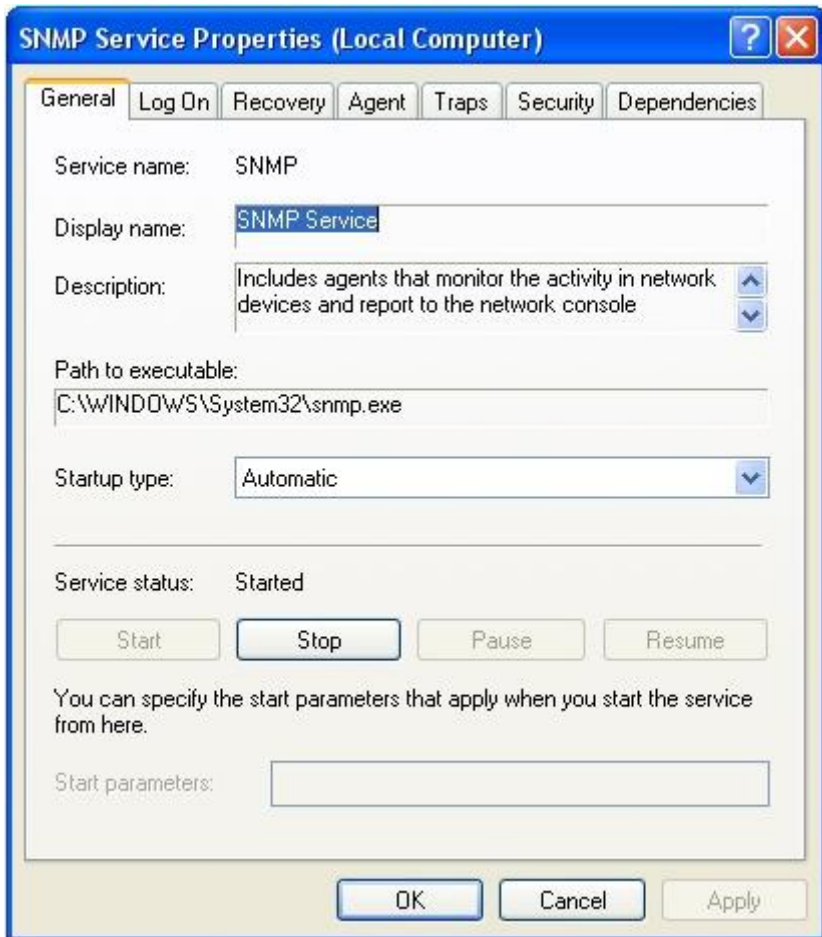 SNMP Service Properties (Local Computer)
General Log On Recovery Agent Traps Security Dependencies
Service name: SNMP
Display name: SNMP Service
Description: Includes agents that monitor the activity in network
devices and report to the network console
Path to executable:
C:\WINDOWS\System32\snmp.exe
Startup type: Automatic
Service status: Started
Start Stop Pause Resume
You can specify the start parameters that apply when you start the service
from here.
Start parameters:
OK Cancel Apply